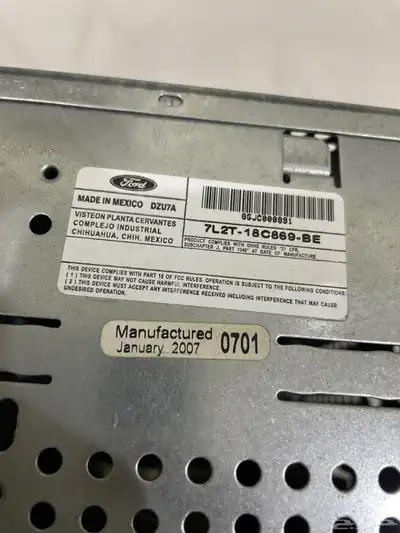 Ford
MADE IN MEXICO DZU7A
VISTEON PLANTA CERVANTES
COMPLEJO INDUSTRIAL
CHIHUAHUA, CHIH. MEXICO
8GJC000891
7L2T-18C869-BE
PRODUCT COMPLIES WITH DHHS RULES "21 CFR,
SUBCHAPTER J, PART 1040" AT DATE OF MANUFACTURE.
THIS DEVICE COMPLIES WITH PART 15 OF FCC RULES. OPERATION IS SUBJECT TO THE FOLLOWING CONDITIONS
( 1 ) THIS DEVICE MAY NOT CAUSE HARMFUL INTERFERENCE.
( 2 ) THIS DEVICE MUST ACCEPT ANY INTERFERENCE RECEIVED INCLUDING INTERFERENCE THAT MAY CAUSE
UNDESIRED OPERATION.
Manufactured 0701
January 2007